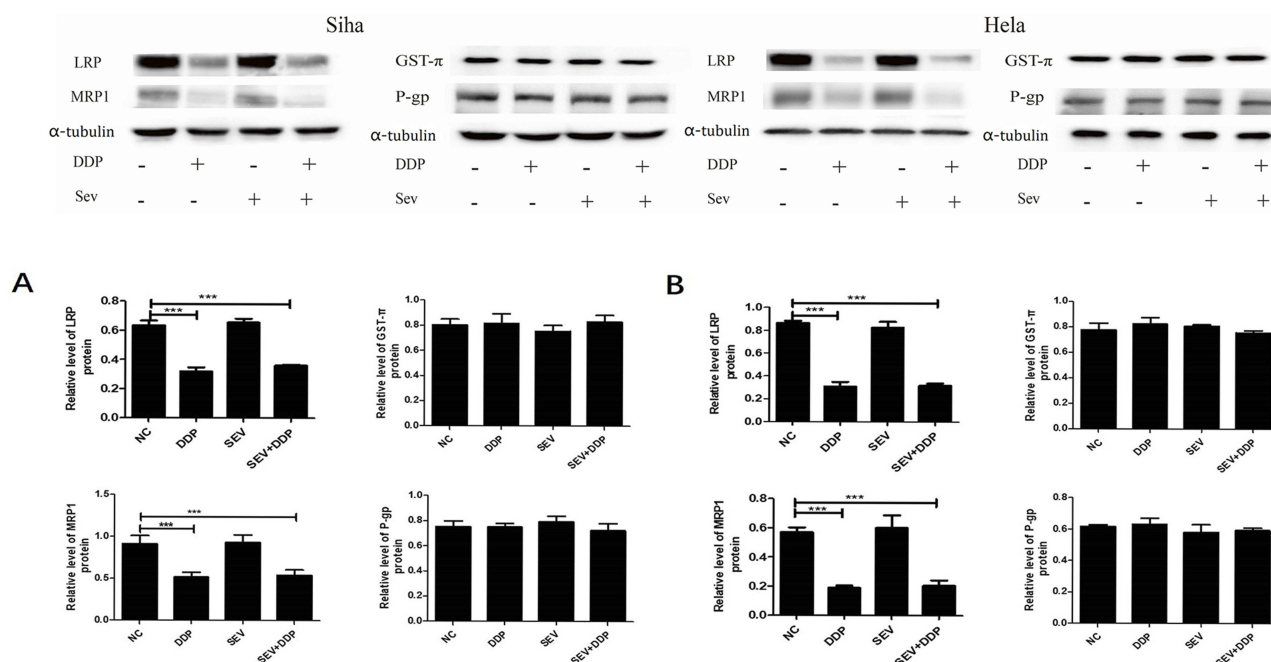 Siha
Hela
LRP
MRP1
α-tubulin
DDP - + - +
Sev - - + +
GST-π
P-gp
α-tubulin
DDP - + - +
Sev - - + +
LRP
MRP1
α-tubulin
DDP - + - +
Sev - - + +
GST-π
P-gp
α-tubulin
DDP - + - +
Sev - - + +
A
Relative level of LRP
protein
0.8
0.6
0.4
0.2
0.0
***
***
NC DDP SEV SEV+DDP
Relative level of GST-π
protein
1.0
0.8
0.6
0.4
0.2
0.0
NC DDP SEV SEV+DDP
Relative level of MRP1
protein
1.5
1.0
0.5
0.0
***
***
NC DDP SEV SEV+DDP
Relative level of P-gp
protein
1.0
0.8
0.6
0.4
0.2
0.0
NC DDP SEV SEV+DDP
B
Relative level of LRP
protein
1.0
0.8
0.6
0.4
0.2
0.0
***
***
NC DDP SEV SEV+DDP
Relative level of GST-π
protein
1.0
0.8
0.6
0.4
0.2
0.0
NC DDP SEV SEV+DDP
Relative level of MRP1
protein
0.8
0.6
0.4
0.2
0.0
***
***
NC DDP SEV SEV+DDP
Relative level of P-gp
protein
1.0
0.8
0.6
0.4
0.2
0.0
NC DDP SEV SEV+DDP